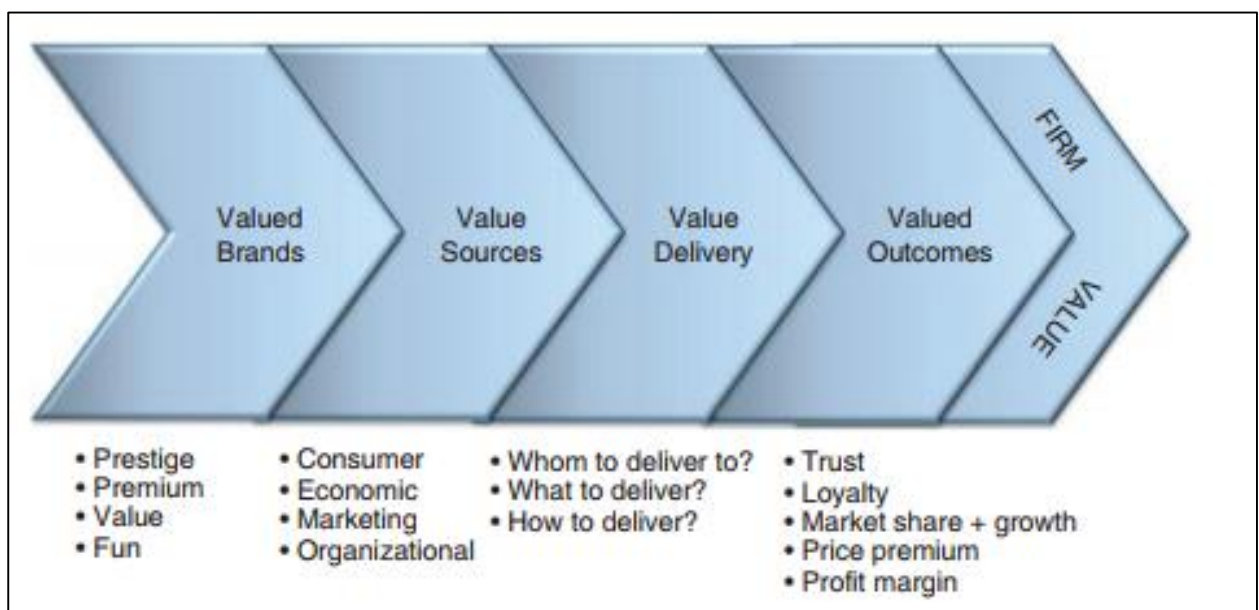 Valued
Brands
Value
Sources
Value
Delivery
Valued
Outcomes
FIRM
VALUE
• Prestige
• Premium
• Value
• Fun
• Consumer
• Economic
• Marketing
• Organizational
• Whom to deliver to?
• What to deliver?
• How to deliver?
• Trust
• Loyalty
• Market share + growth
• Price premium
• Profit margin